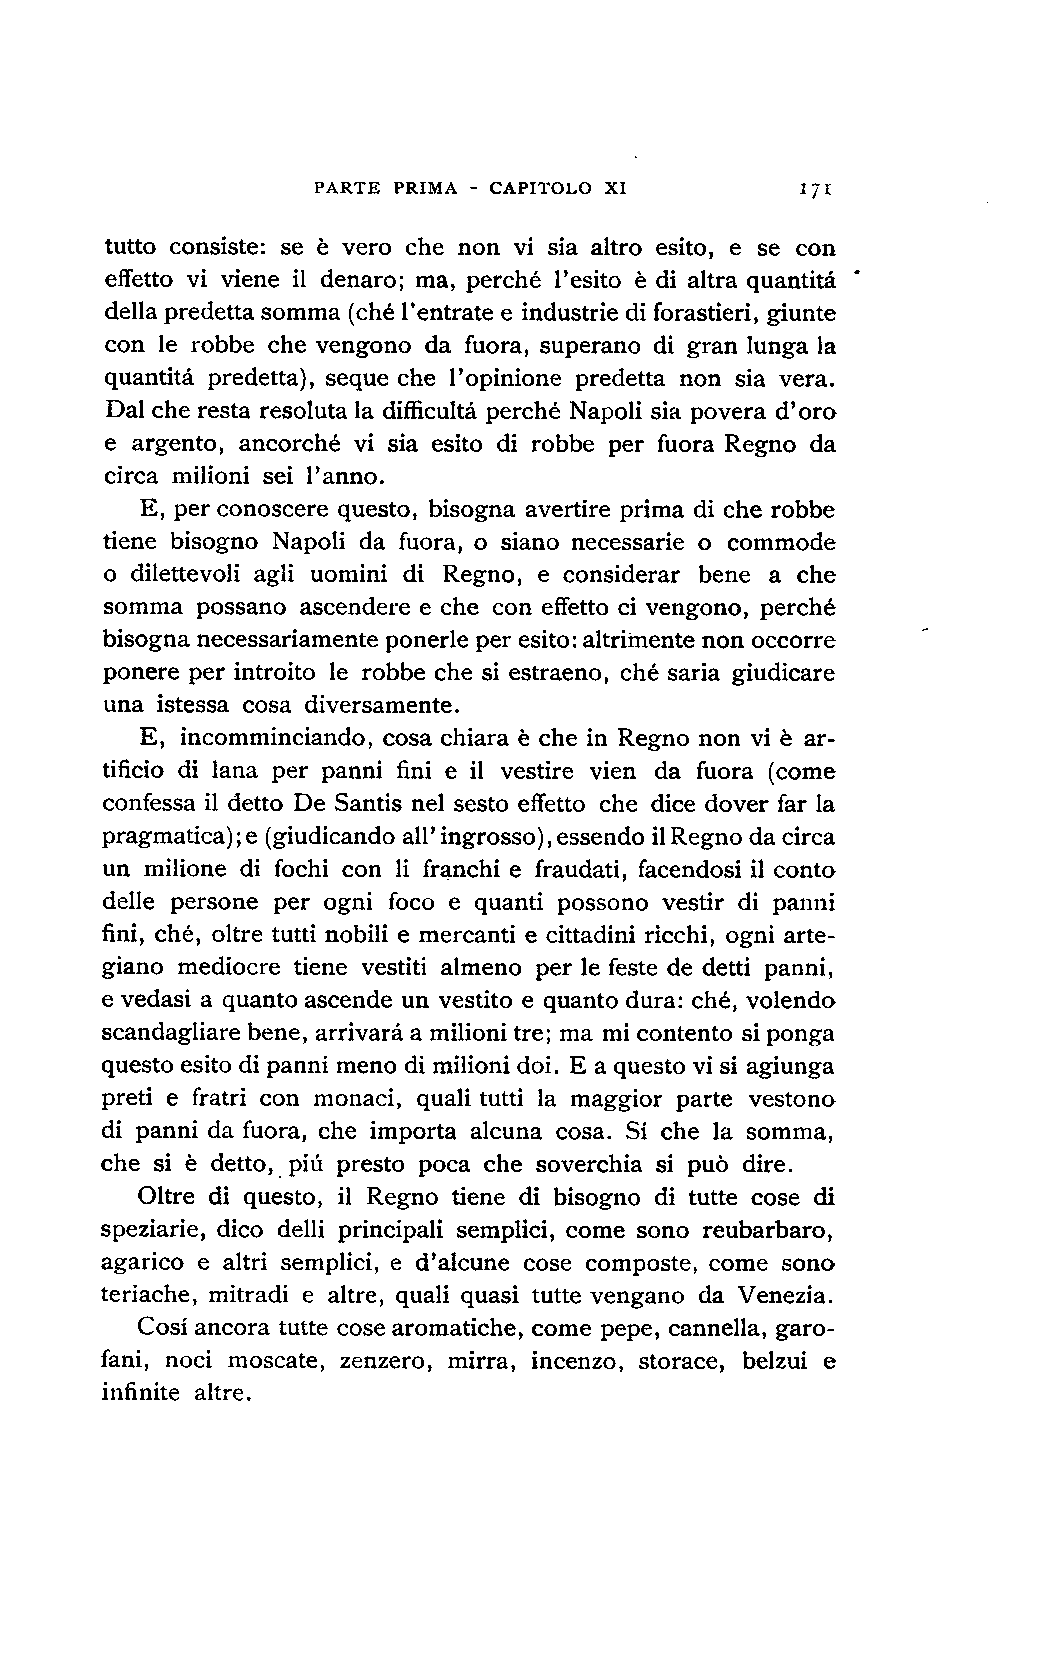 PARTE PRIMA - CAPITOLO XI 171
tutto consiste: se è vero che non vi sia altro esito, e se con
effetto vi viene il denaro; ma, perché l'esito è di altra quantitá
della predetta somma (ché l'entrate e industrie di forastieri, giunte
con le robbe che vengono da fuora, superano di gran lunga la
quantitá predetta), seque che l'opinione predetta non sia vera.
Dal che resta resoluta la difficultá perché Napoli sia povera d'oro
e argento, ancorché vi sia esito di robbe per fuora Regno da
circa milioni sei l'anno.
E, per conoscere questo, bisogna avertire prima di che robbe
tiene bisogno Napoli da fuora, o siano necessarie o commode
o dilettevoli agli uomini di Regno, e considerar bene a che
somma possano ascendere e che con effetto ci vengono, perché
bisogna necessariamente ponerle per esito: altrimente non occorre
ponere per introito le robbe che si estraeno, ché saria giudicare
una istessa cosa diversamente.
E, incomminciando, cosa chiara è che in Regno non vi è ar-
tificio di lana per panni fini e il vestire vien da fuora (come
confessa il detto De Santis nel sesto effetto che dice dover far la
pragmatica); e (giudicando all'ingrosso), essendo il Regno da circa
un milione di fochi con li franchi e fraudati, facendosi il conto
delle persone per ogni foco e quanti possono vestir di panni
fini, ché, oltre tutti nobili e mercanti e cittadini ricchi, ogni arte-
giano mediocre tiene vestiti almeno per le feste de detti panni,
e vedasi a quanto ascende un vestito e quanto dura: ché, volendo
scandagliare bene, arrivará a milioni tre; ma mi contento si ponga
questo esito di panni meno di milioni doi. E a questo vi si agiunga
preti e fratri con monaci, quali tutti la maggior parte vestono
di panni da fuora, che importa alcuna cosa. Sí che la somma,
che si è detto, piú presto poca che soverchia si può dire.
Oltre di questo, il Regno tiene di bisogno di tutte cose di
speziarie, dico delli principali semplici, come sono reubarbaro,
agarico e altri semplici, e d'alcune cose composte, come sono
teriache, mitradi e altre, quali quasi tutte vengano da Venezia.
Cosí ancora tutte cose aromatiche, come pepe, cannella, garo-
fani, noci moscate, zenzero, mirra, incenzo, storace, belzui e
infinite altre.